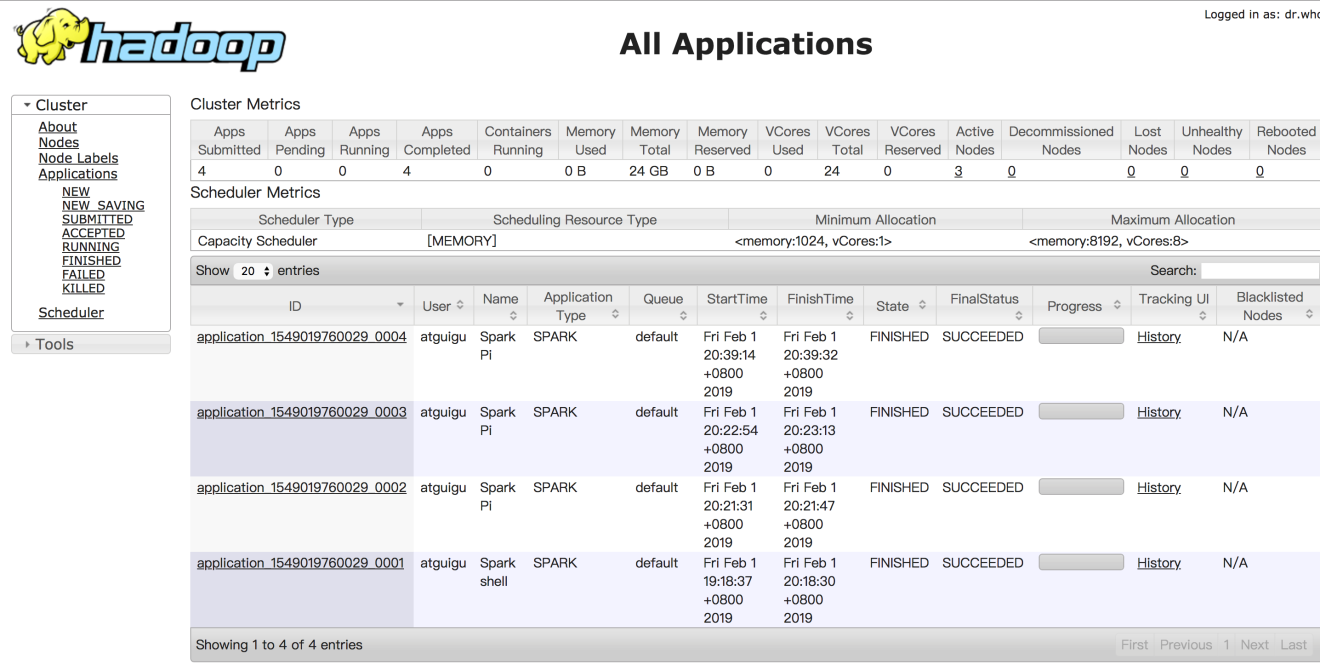 Logged in as: dr.who
hadoop
All Applications
Cluster
About
Nodes
Node Labels
Applications
NEW
NEW_SAVING
SUBMITTED
ACCEPTED
RUNNING
FINISHED
FAILED
KILLED
Scheduler
Tools
Cluster Metrics
Apps Submitted Apps Pending Apps Running Apps Completed Containers Running Memory Used Memory Total Memory Reserved VCores Used VCores Total VCores Reserved Active Nodes Decommissioned Nodes Lost Nodes Unhealthy Nodes Rebooted Nodes
4 0 0 4 0 0 B 24 GB 0 B 0 24 0 3 0 0 0 0
Scheduler Metrics
Scheduler Type Scheduling Resource Type Minimum Allocation Maximum Allocation
Capacity Scheduler [MEMORY] <memory:1024, vCores:1> <memory:8192, vCores:8>
Show 20 entries Search:
ID User Name Application Type Queue StartTime FinishTime State FinalStatus Progress Tracking UI Blacklisted Nodes
application_1549019760029_0004 atguigu Spark Pi SPARK default Fri Feb 1 20:39:14 +0800 2019 Fri Feb 1 20:39:32 +0800 2019 FINISHED SUCCEEDED History N/A
application_1549019760029_0003 atguigu Spark Pi SPARK default Fri Feb 1 20:22:54 +0800 2019 Fri Feb 1 20:23:13 +0800 2019 FINISHED SUCCEEDED History N/A
application_1549019760029_0002 atguigu Spark Pi SPARK default Fri Feb 1 20:21:31 +0800 2019 Fri Feb 1 20:21:47 +0800 2019 FINISHED SUCCEEDED History N/A
application_1549019760029_0001 atguigu Spark shell SPARK default Fri Feb 1 19:18:37 +0800 2019 Fri Feb 1 20:18:30 +0800 2019 FINISHED SUCCEEDED History N/A
Showing 1 to 4 of 4 entries First Previous 1 Next Last